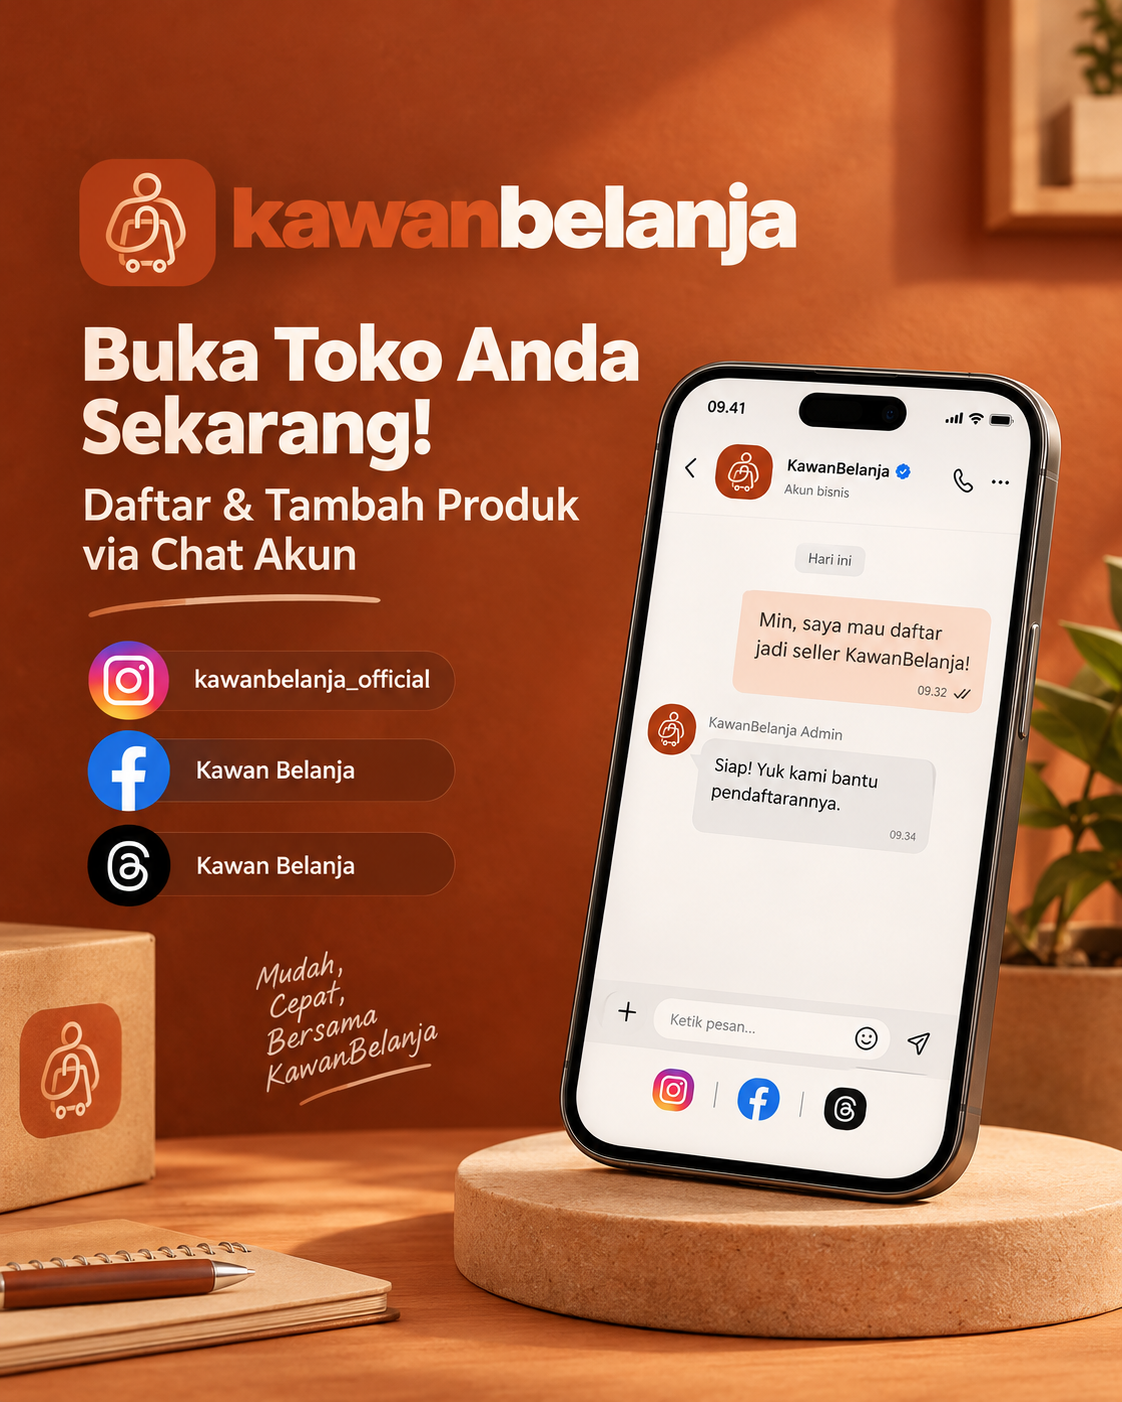 kawanbelanja
Buka Toko Anda
Sekarang!
Daftar & Tambah Produk
via Chat Akun
kawanbelanja_official
Kawan Belanja
Kawan Belanja
Mudah,
Cepat,
Bersama
KawanBelanja
09.41
KawanBelanja
Akun bisnis
Hari ini
Min, saya mau daftar
jadi seller KawanBelanja!
09.32
KawanBelanja Admin
Siap! Yuk kami bantu
pendaftarannya.
09.34
Ketik pesan...